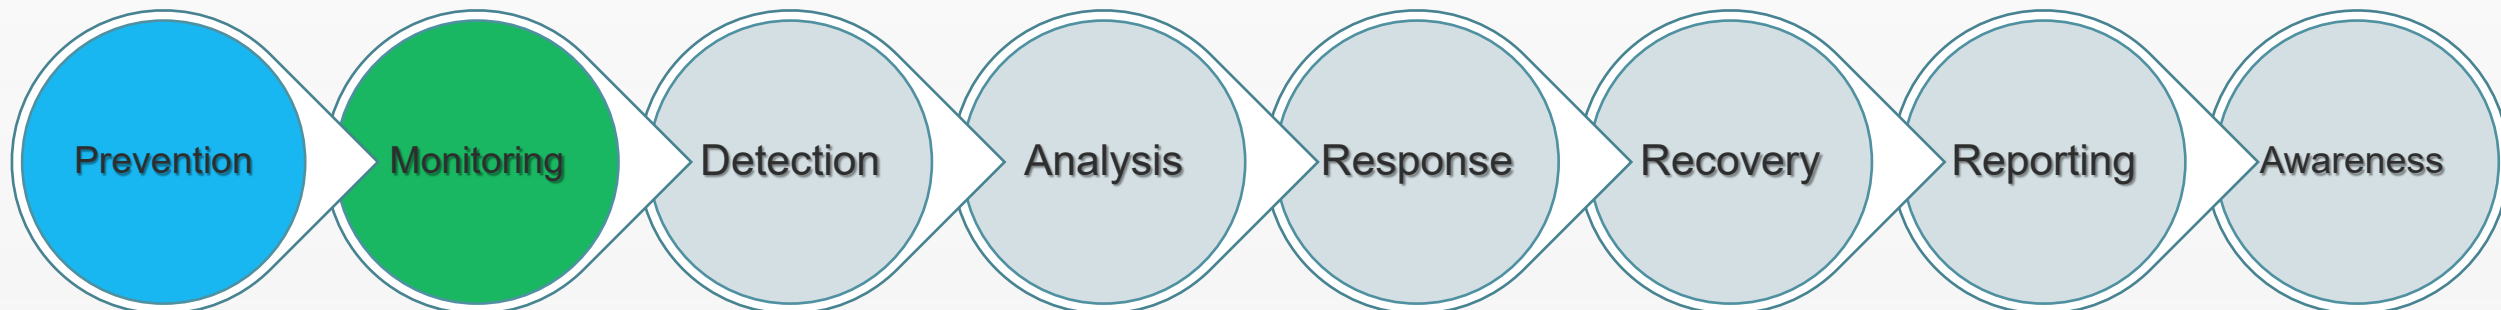 Prevention
Monitoring
Detection
Analysis
Response
Recovery
Reporting
Awareness